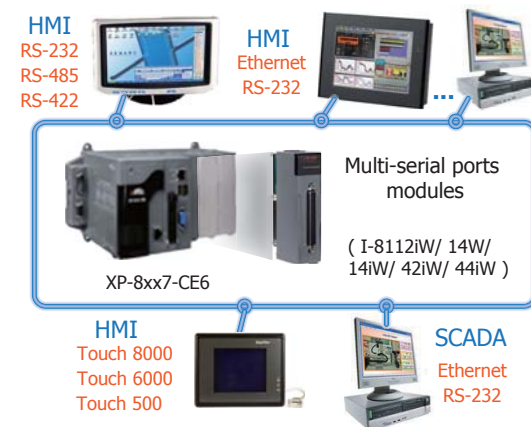 HMI
RS-232
RS-485
RS-422
HMI
Ethernet
RS-232
...
Multi-serial ports
modules
( I-8112iW/ 14W/
14iW/ 42iW/ 44iW )
XP-8xx7-CE6
HMI
Touch 8000
Touch 6000
Touch 500
SCADA
Ethernet
RS-232